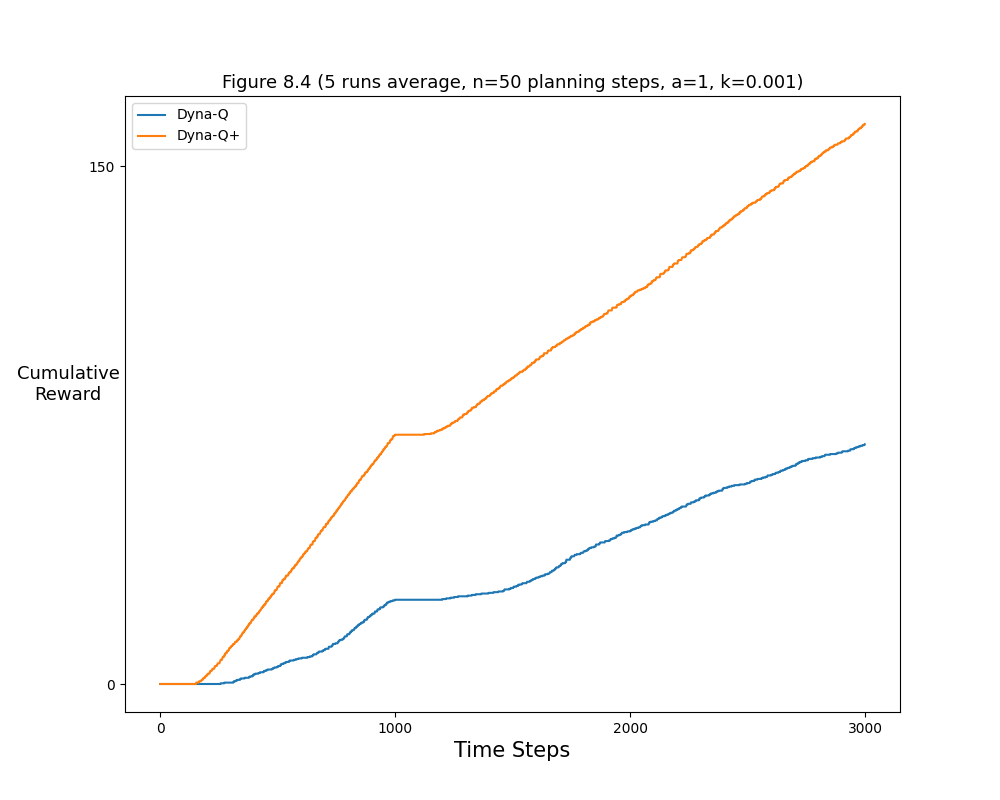 Figure 8.4 (5 runs average, n=50 planning steps, a=1, k=0.001)
Dyna-Q
Dyna-Q+
150
Cumulative
Reward
0
0
1000
2000
3000
Time Steps